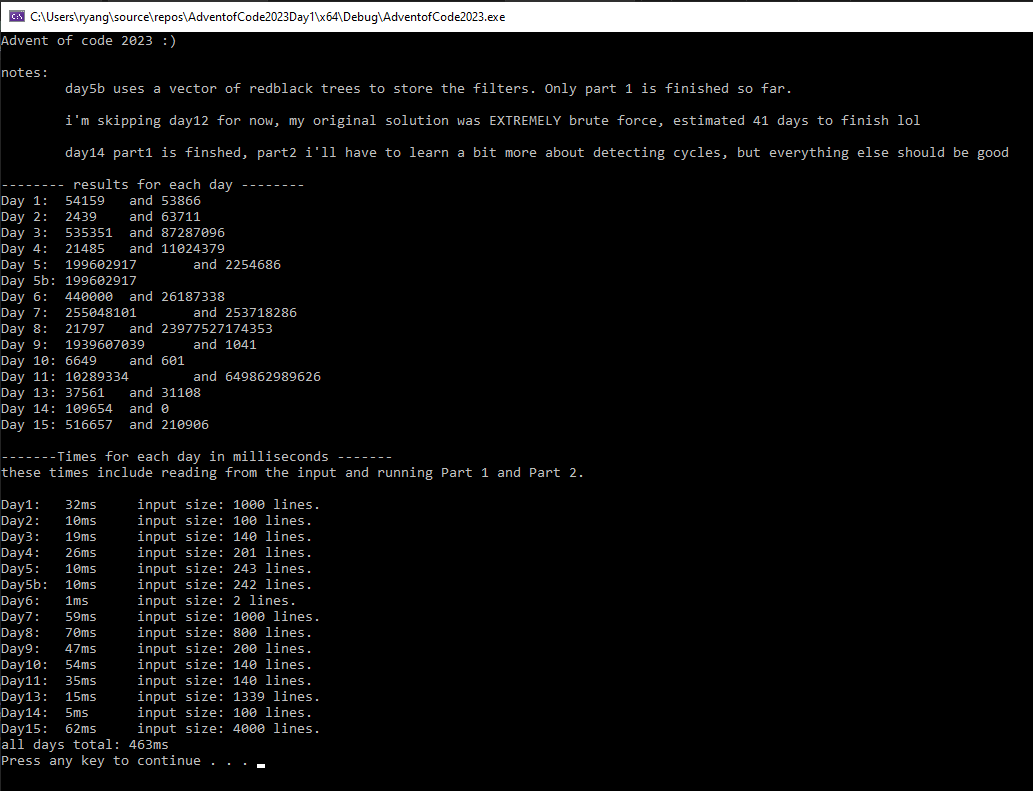 C:\Users\ryang\source\repos\AdventofCode2023Day1\x64\Debug\AdventofCode2023.exe
Advent of code 2023 :)
notes:
day5b uses a vector of redblack trees to store the filters. Only part 1 is finished so far.
i'm skipping day12 for now, my original solution was EXTREMELY brute force, estimated 41 days to finish lol
day14 part1 is finshed, part2 i'll have to learn a bit more about detecting cycles, but everything else should be good
-------- results for each day --------
Day 1: 54159 and 53866
Day 2: 2439 and 63711
Day 3: 535351 and 87287096
Day 4: 21485 and 11024379
Day 5: 199602917 and 2254686
Day 5b: 199602917
Day 6: 440000 and 26187338
Day 7: 255048101 and 253718286
Day 8: 21797 and 23977527174353
Day 9: 1939607039 and 1041
Day 10: 6649 and 601
Day 11: 10289334 and 649862989626
Day 13: 37561 and 31108
Day 14: 109654 and 0
Day 15: 516657 and 210906
-------Times for each day in milliseconds -------
these times include reading from the input and running Part 1 and Part 2.
Day1: 32ms input size: 1000 lines.
Day2: 10ms input size: 100 lines.
Day3: 19ms input size: 140 lines.
Day4: 26ms input size: 201 lines.
Day5: 10ms input size: 243 lines.
Day5b: 10ms input size: 242 lines.
Day6: 1ms input size: 2 lines.
Day7: 59ms input size: 1000 lines.
Day8: 70ms input size: 800 lines.
Day9: 47ms input size: 200 lines.
Day10: 54ms input size: 140 lines.
Day11: 35ms input size: 140 lines.
Day13: 15ms input size: 1339 lines.
Day14: 5ms input size: 100 lines.
Day15: 62ms input size: 4000 lines.
all days total: 463ms
Press any key to continue . . .